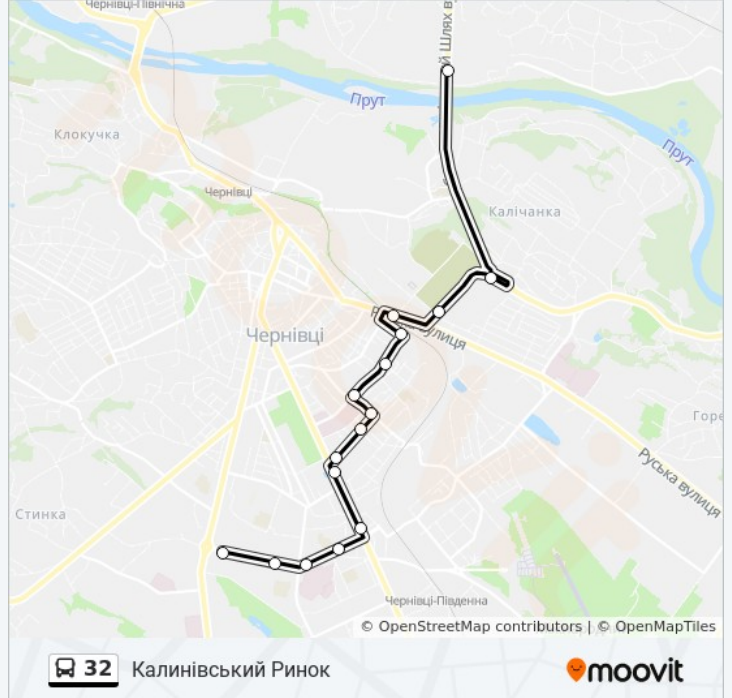 Чернівці-Північна
й Шлях в
Прут
Клокучка
Прут
Чернівці
Калічанка
Чернівці
вулиця
Горе
Руська вулиця
Стинка
Чернівці-Південна
© OpenStreetMap contributors | © OpenMapTiles
32 Калинівський Ринок
moovit